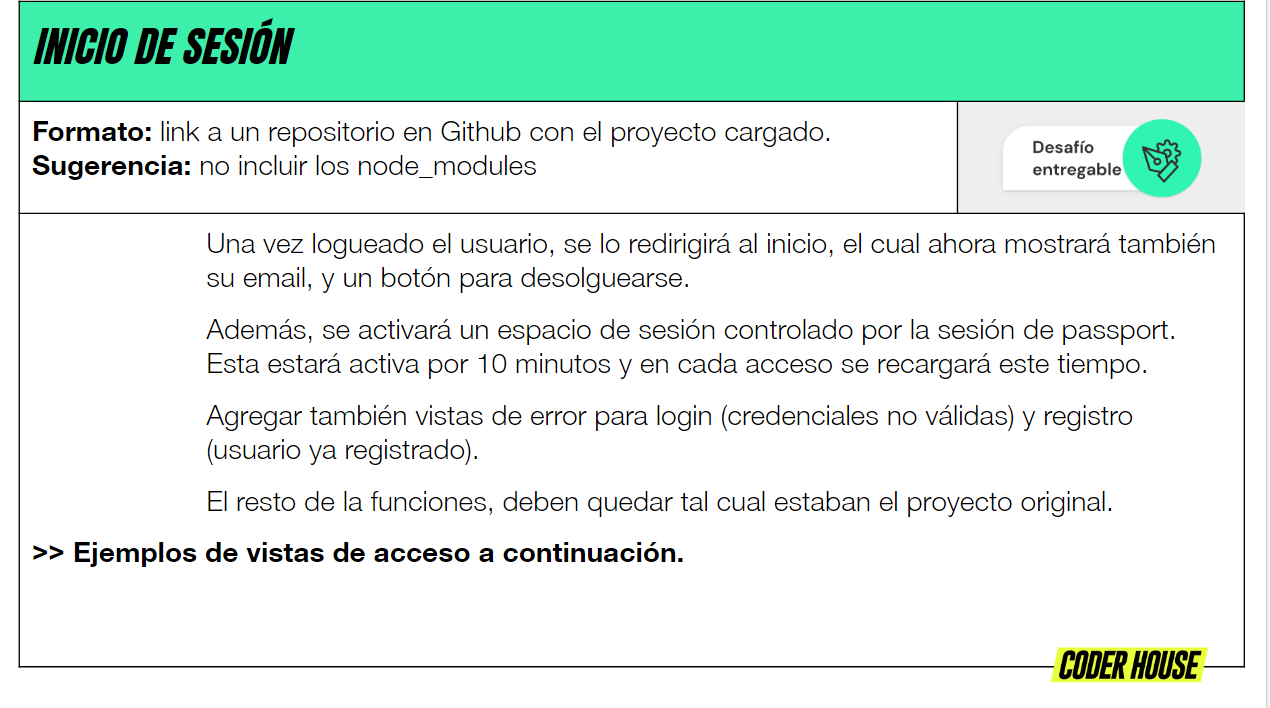 INICIO DE SESIÓN
Formato: link a un repositorio en Github con el proyecto cargado.
Sugerencia: no incluir los node_modules
Desafío
entregable
Una vez logueado el usuario, se lo redirigirá al inicio, el cual ahora mostrará también
su email, y un botón para desolguearse.
Además, se activará un espacio de sesión controlado por la sesión de passport.
Esta estará activa por 10 minutos y en cada acceso se recargará este tiempo.
Agregar también vistas de error para login (credenciales no válidas) y registro
(usuario ya registrado).
El resto de la funciones, deben quedar tal cual estaban el proyecto original.
>> Ejemplos de vistas de acceso a continuación.
CODER HOUSE